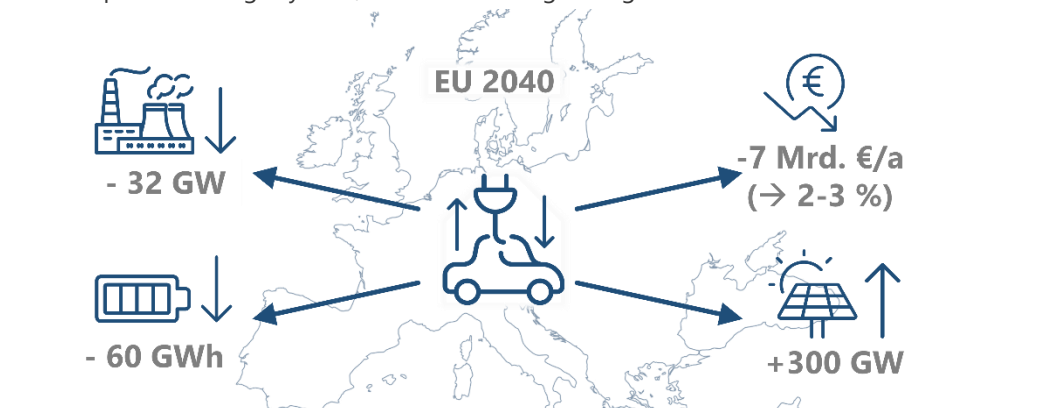 EU 2040
€
- 32 GW
-7 Mrd. €/a
(→ 2-3 %)
- 60 GWh
+300 GW